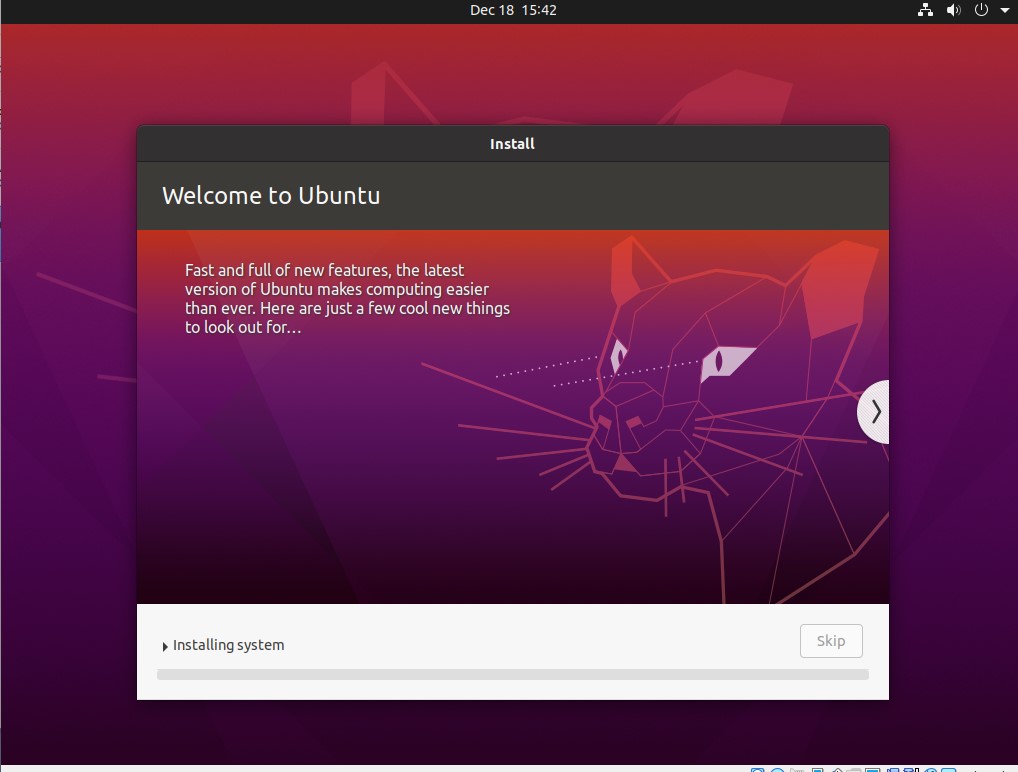 Dec 18 15:42
Install
Welcome to Ubuntu
Fast and full of new features, the latest
version of Ubuntu makes computing easier
than ever. Here are just a few cool new things
to look out for…
Installing system
Skip